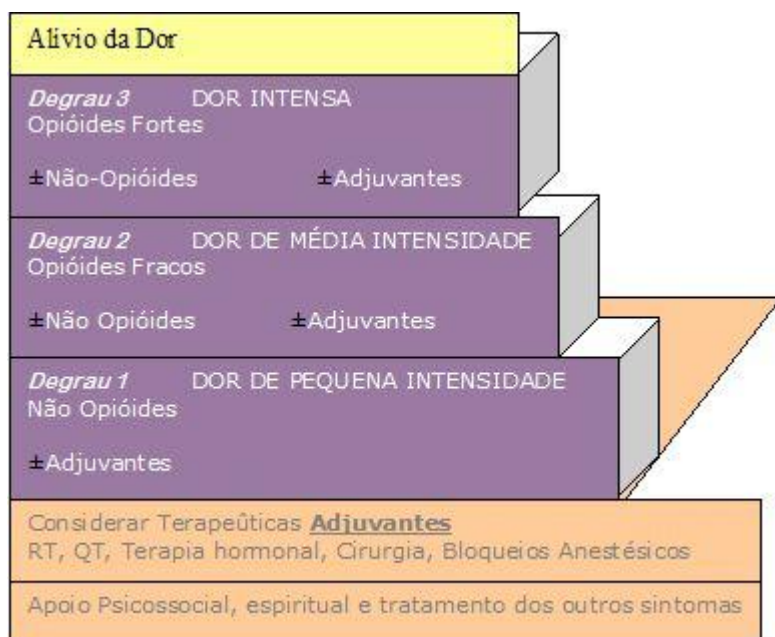 Alivio da Dor
Degrau 3 DOR INTENSA
Opióides Fortes
±Não-Opióides ±Adjuvantes
Degrau 2 DOR DE MÉDIA INTENSIDADE
Opióides Fracos
±Não Opióides ±Adjuvantes
Degrau 1 DOR DE PEQUENA INTENSIDADE
Não Opióides
±Adjuvantes
Considerar Terapeûticas Adjuvantes
RT, QT, Terapia hormonal, Cirurgia, Bloqueios Anestésicos
Apoio Psicossocial, espiritual e tratamento dos outros sintomas